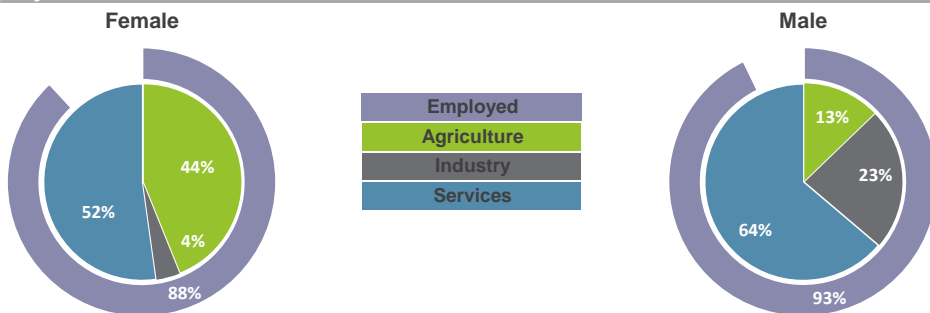 Female
Male
Employed
Agriculture
Industry
Services
44%
52%
4%
88%
13%
23%
64%
93%